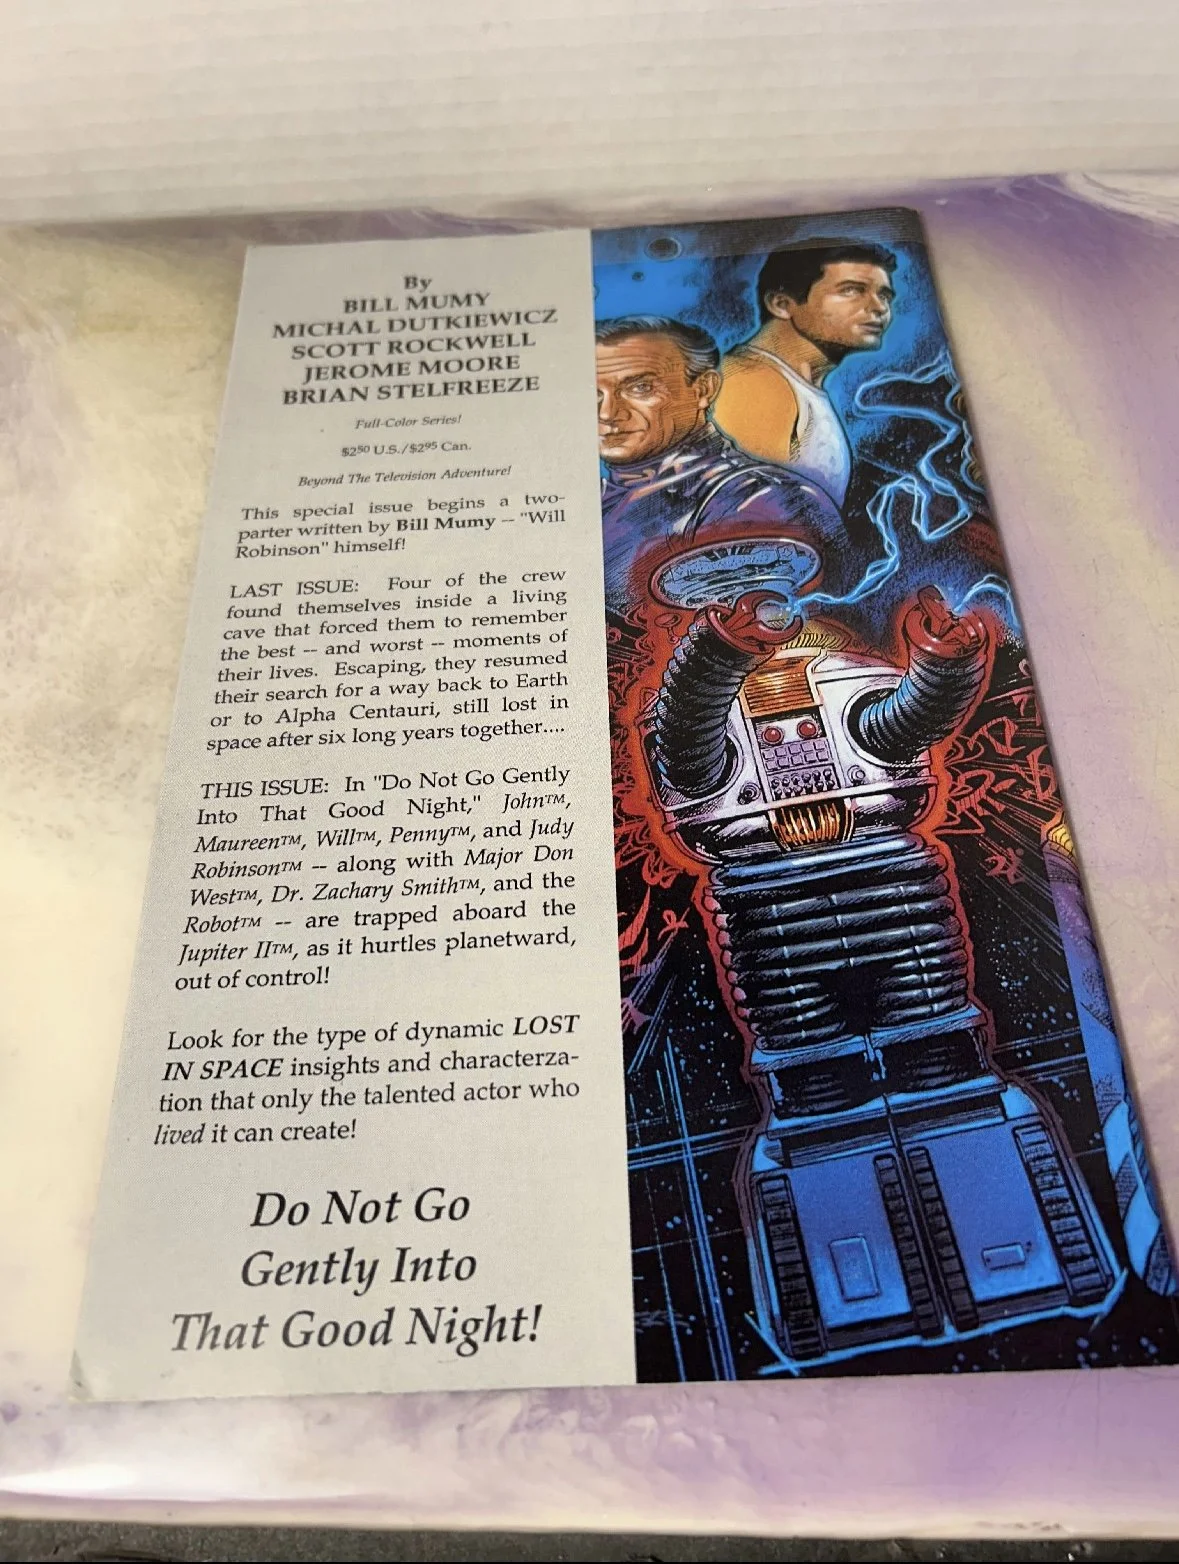 By
BILL MUMY
MICHAL DUTKIEWICZ
SCOTT ROCKWELL
JEROME MOORE
BRIAN STELFREEZE
Full-Color Series!
$2⁵⁰ U.S./$2⁹⁵ Can.
Beyond The Television Adventure!
This special issue begins a two-
parter written by Bill Mumy -- "Will
Robinson" himself!
LAST ISSUE: Four of the crew
found themselves inside a living
cave that forced them to remember
the best -- and worst -- moments of
their lives. Escaping, they resumed
their search for a way back to Earth
or to Alpha Centauri, still lost in
space after six long years together....
THIS ISSUE: In "Do Not Go Gently
Into That Good Night," John™,
Maureen™, Will™, Penny™, and Judy
Robinson™ -- along with Major Don
West™, Dr. Zachary Smith™, and the
Robot™ -- are trapped aboard the
Jupiter II™, as it hurtles planetward,
out of control!
Look for the type of dynamic LOST
IN SPACE insights and characterza-
tion that only the talented actor who
lived it can create!
Do Not Go
Gently Into
That Good Night!